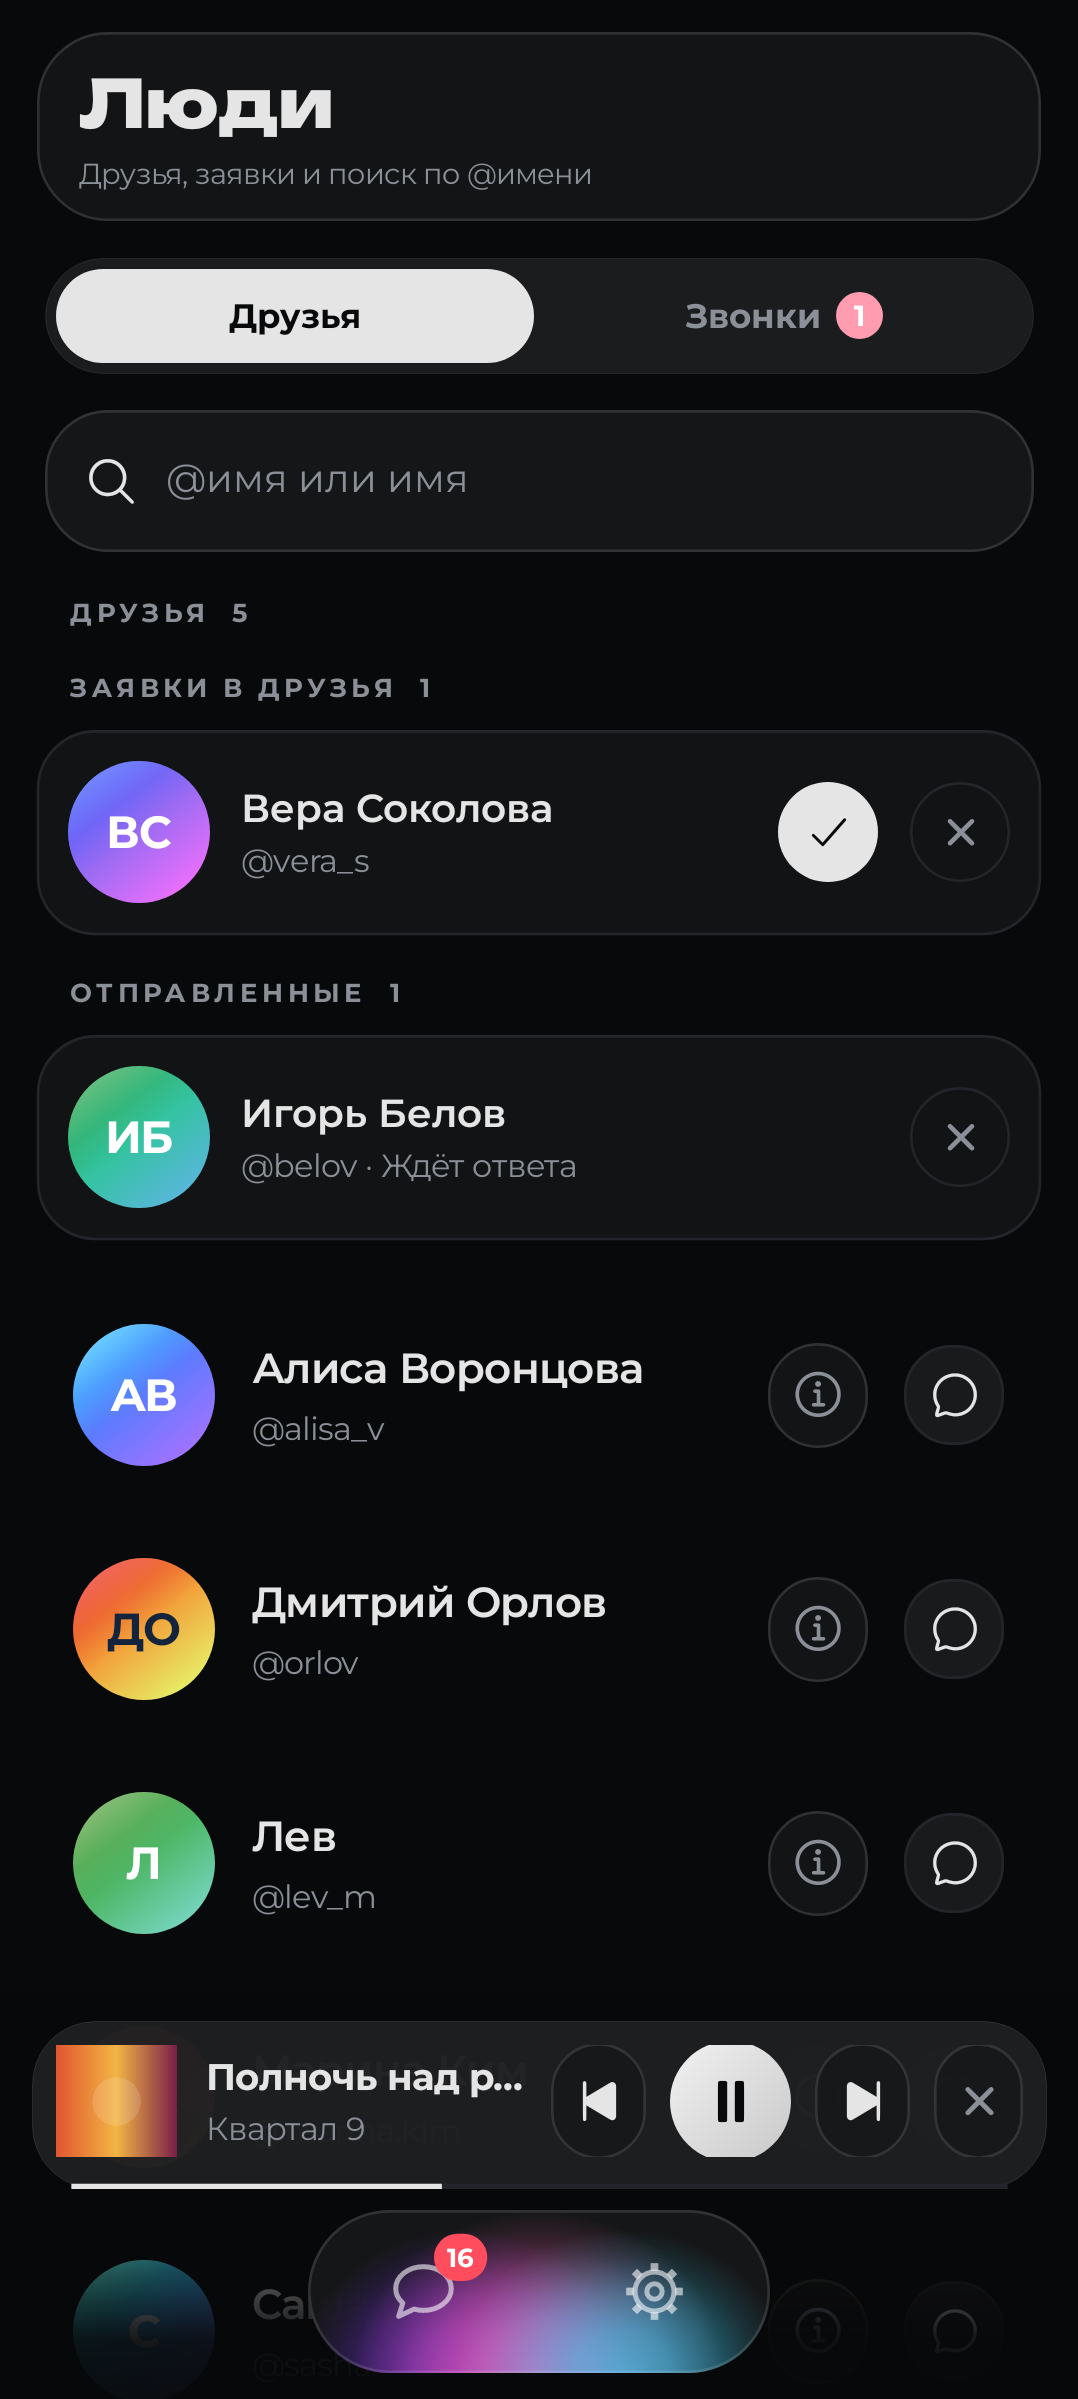 Люди
Друзья, заявки и поиск по @имени
Друзья
Звонки 1
@имя или имя
ДРУЗЬЯ 5
ЗАЯВКИ В ДРУЗЬЯ 1
ВС
Вера Соколова
@vera_s
ОТПРАВЛЕННЫЕ 1
ИБ
Игорь Белов
@belov · Ждёт ответа
АВ
Алиса Воронцова
@alisa_v
ДО
Дмитрий Орлов
@orlov
Л
Лев
@lev_m
Полночь над р...
Квартал 9
16
С